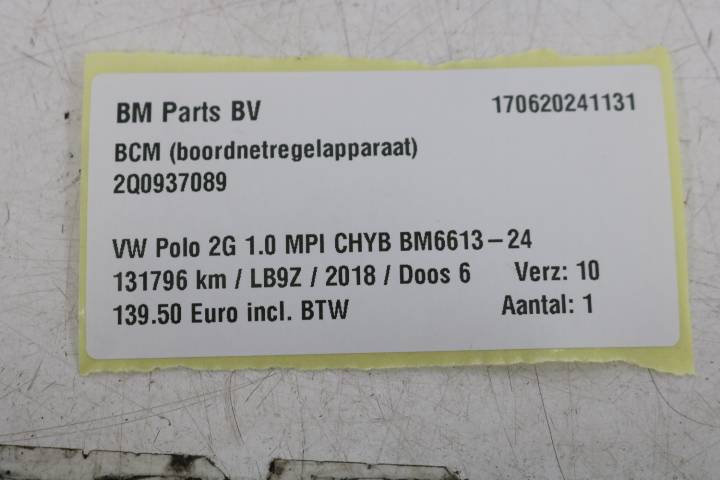 BM Parts BV 170620241131
BCM (boordnetregelapparaat)
2Q0937089
VW Polo 2G 1.0 MPI CHYB BM6613-24
131796 km / LB9Z / 2018 / Doos 6 Verz: 10
139.50 Euro incl. BTW Aantal: 1